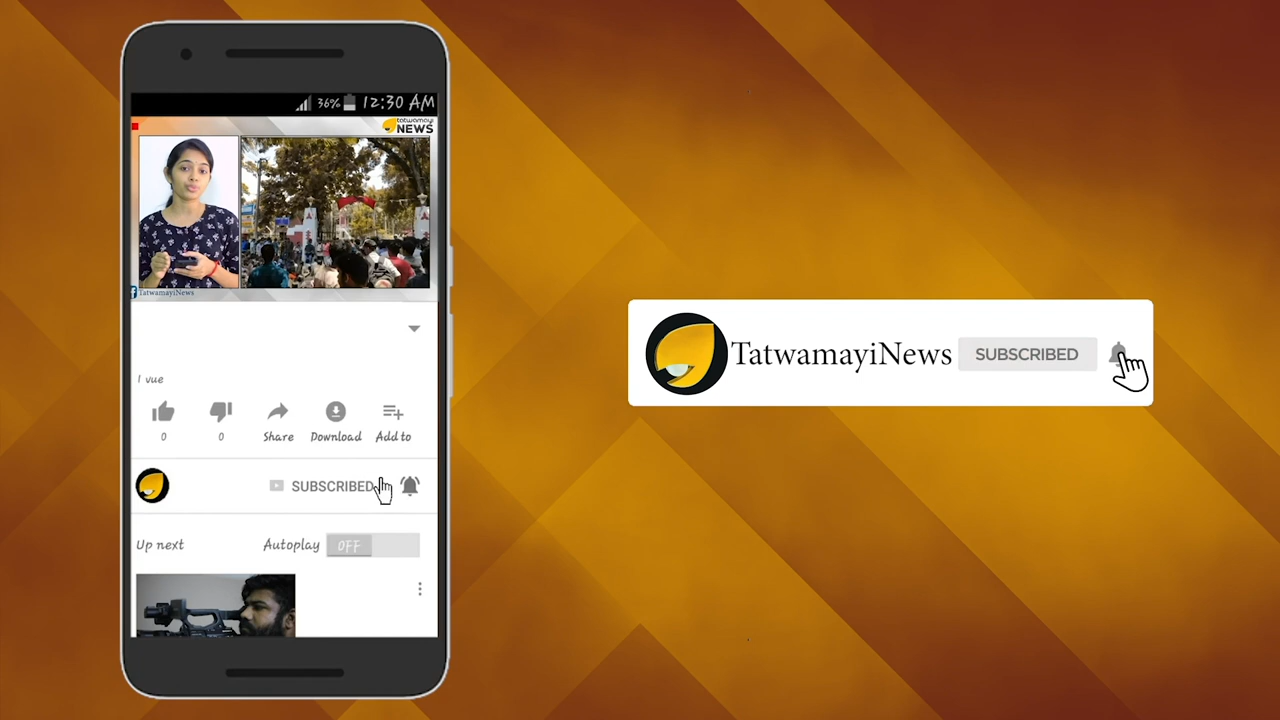 36% 12:30 AM
tatwamayi
NEWS
TatwamayiNews
1 vue
0 0 Share Download Add to
SUBSCRIBED
Up next Autoplay OFF
TatwamayiNews SUBSCRIBED